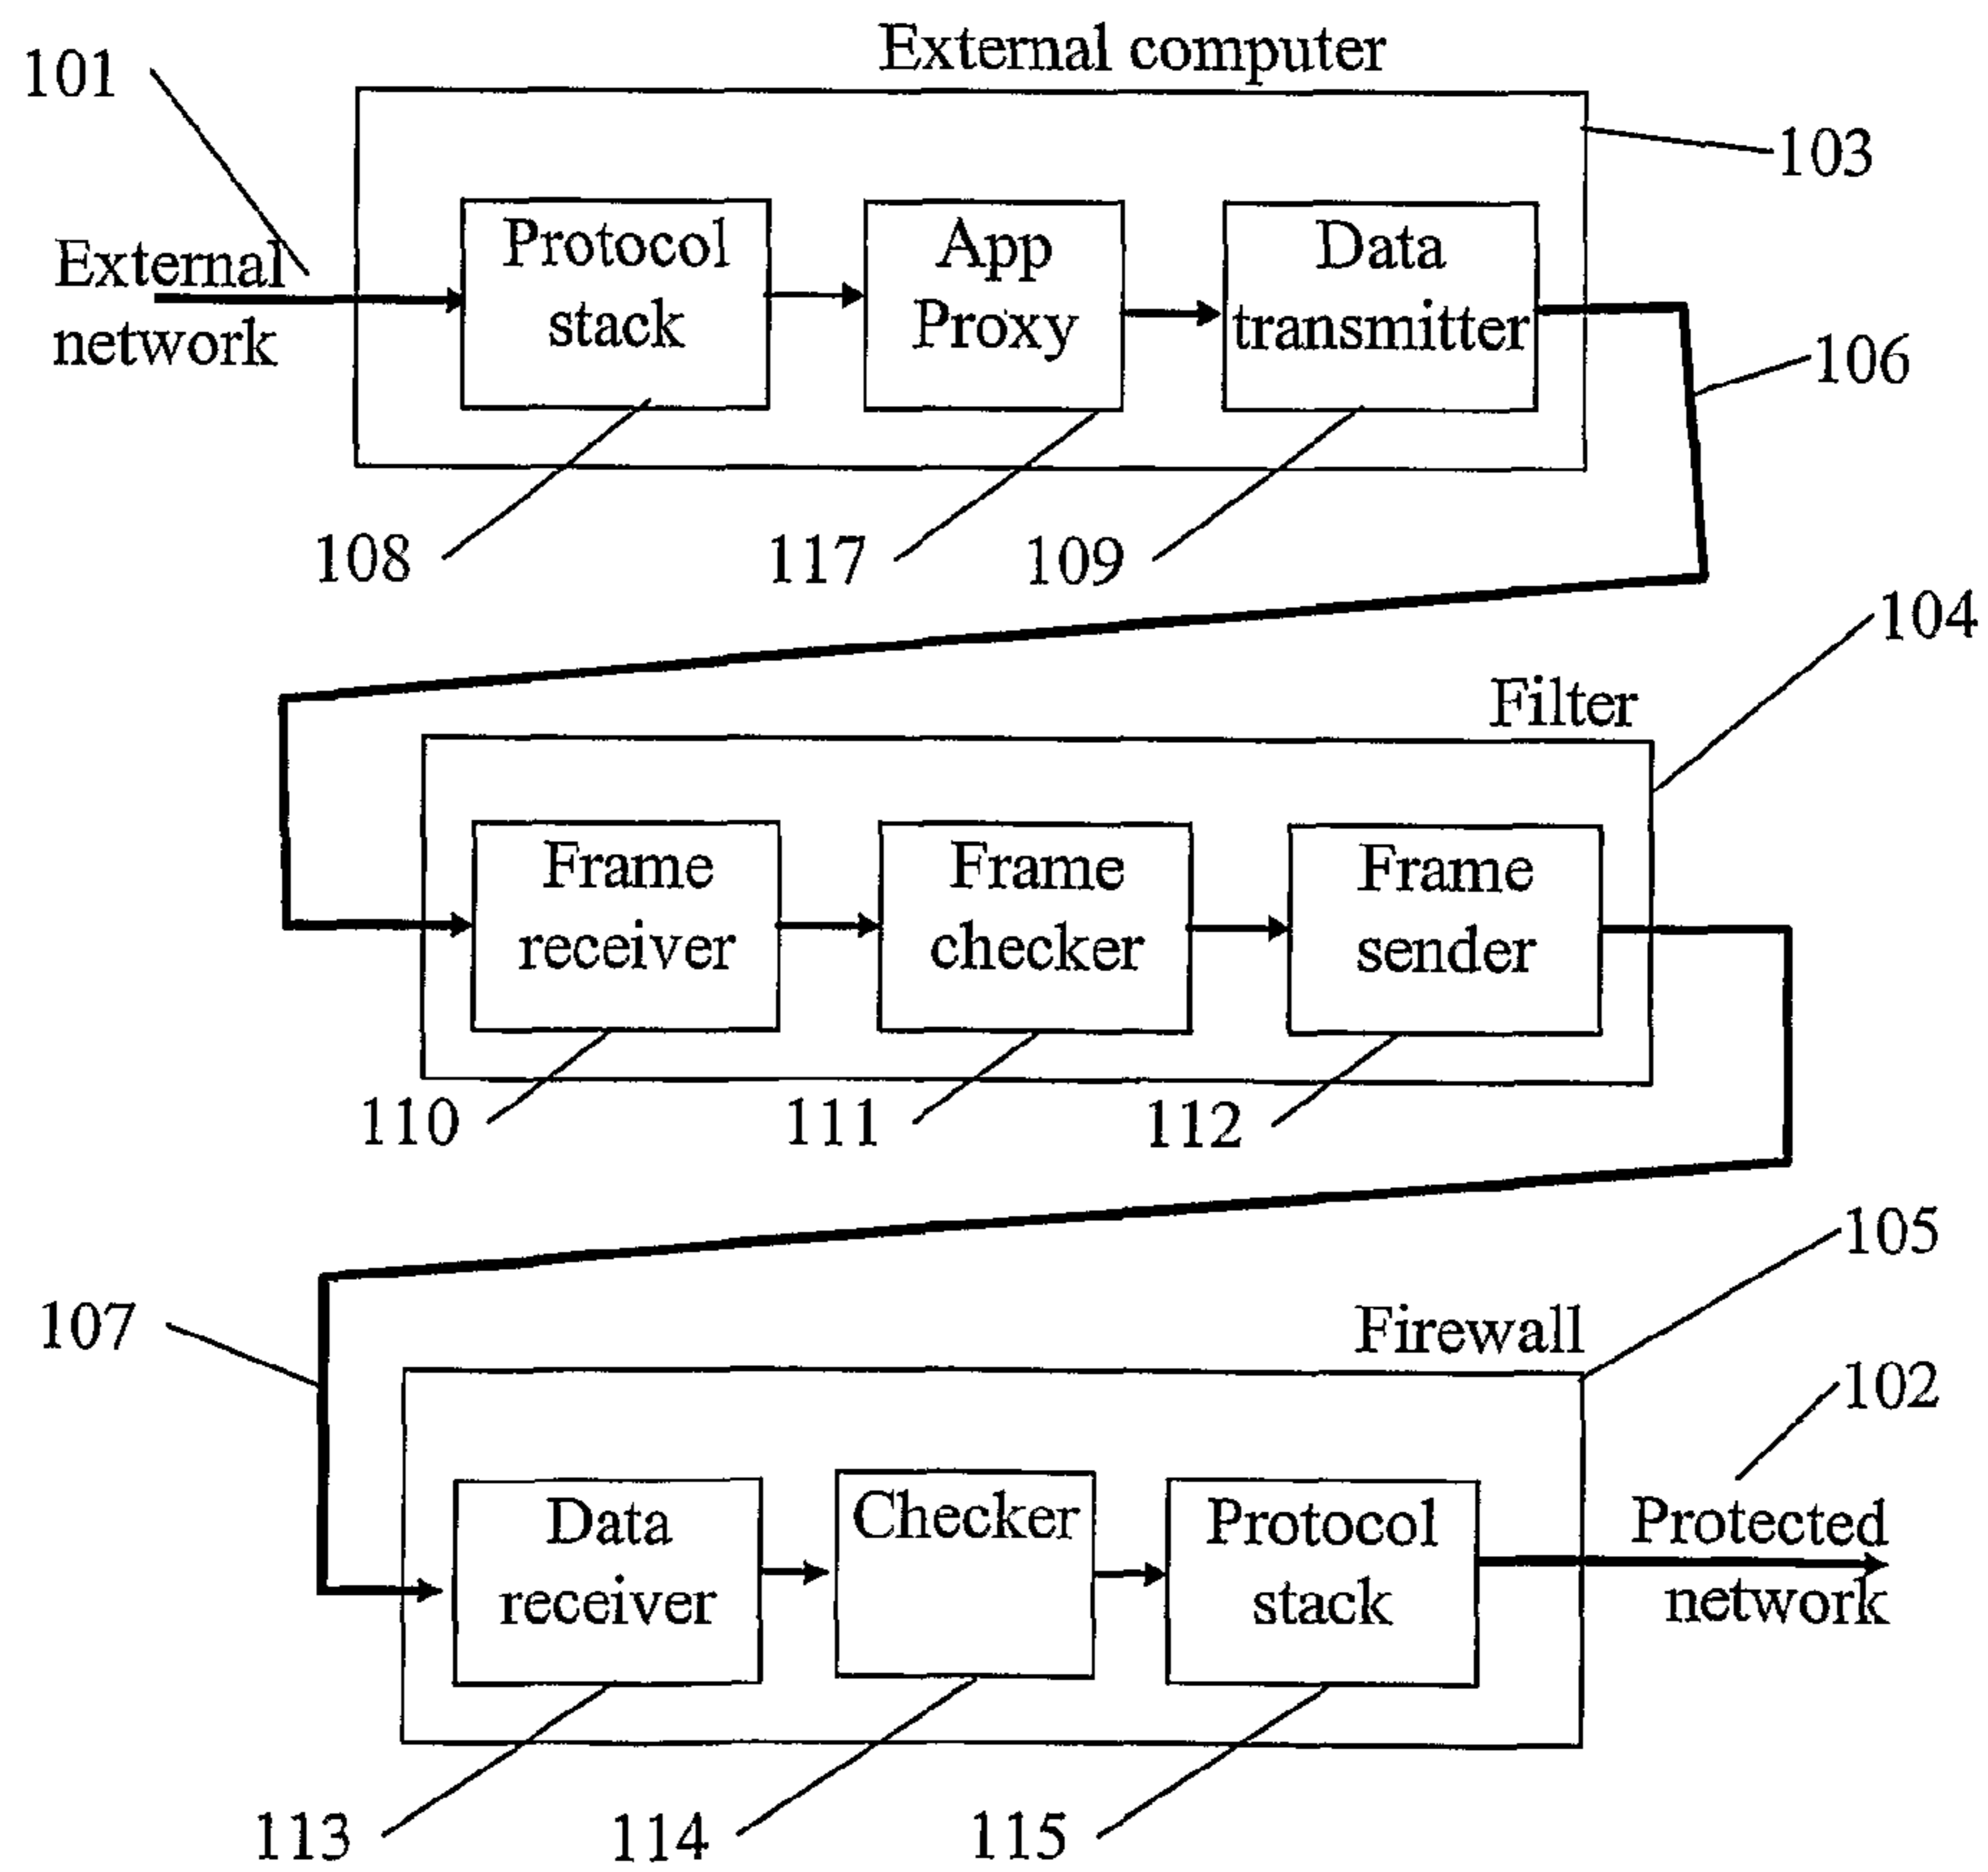 External computer
101
103
External
network
Protocol
stack
App
Proxy
Data
transmitter
106
108
117
109
104
Filter
Frame
receiver
Frame
checker
Frame
sender
110
111
112
105
107
Firewall
102
Data
receiver
Checker
Protocol
stack
Protected
network
113
114
115